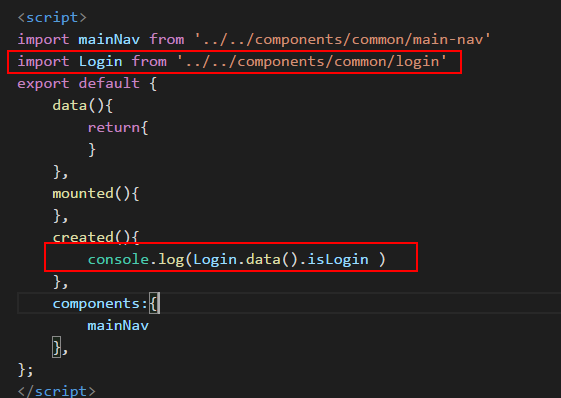 <script>
import mainNav from '../../components/common/main-nav'
import Login from '../../components/common/login'
export default {
data(){
return{
}
},
mounted(){
},
created(){
console.log(Login.data().isLogin )
},
components:{
mainNav
},
};
</script>